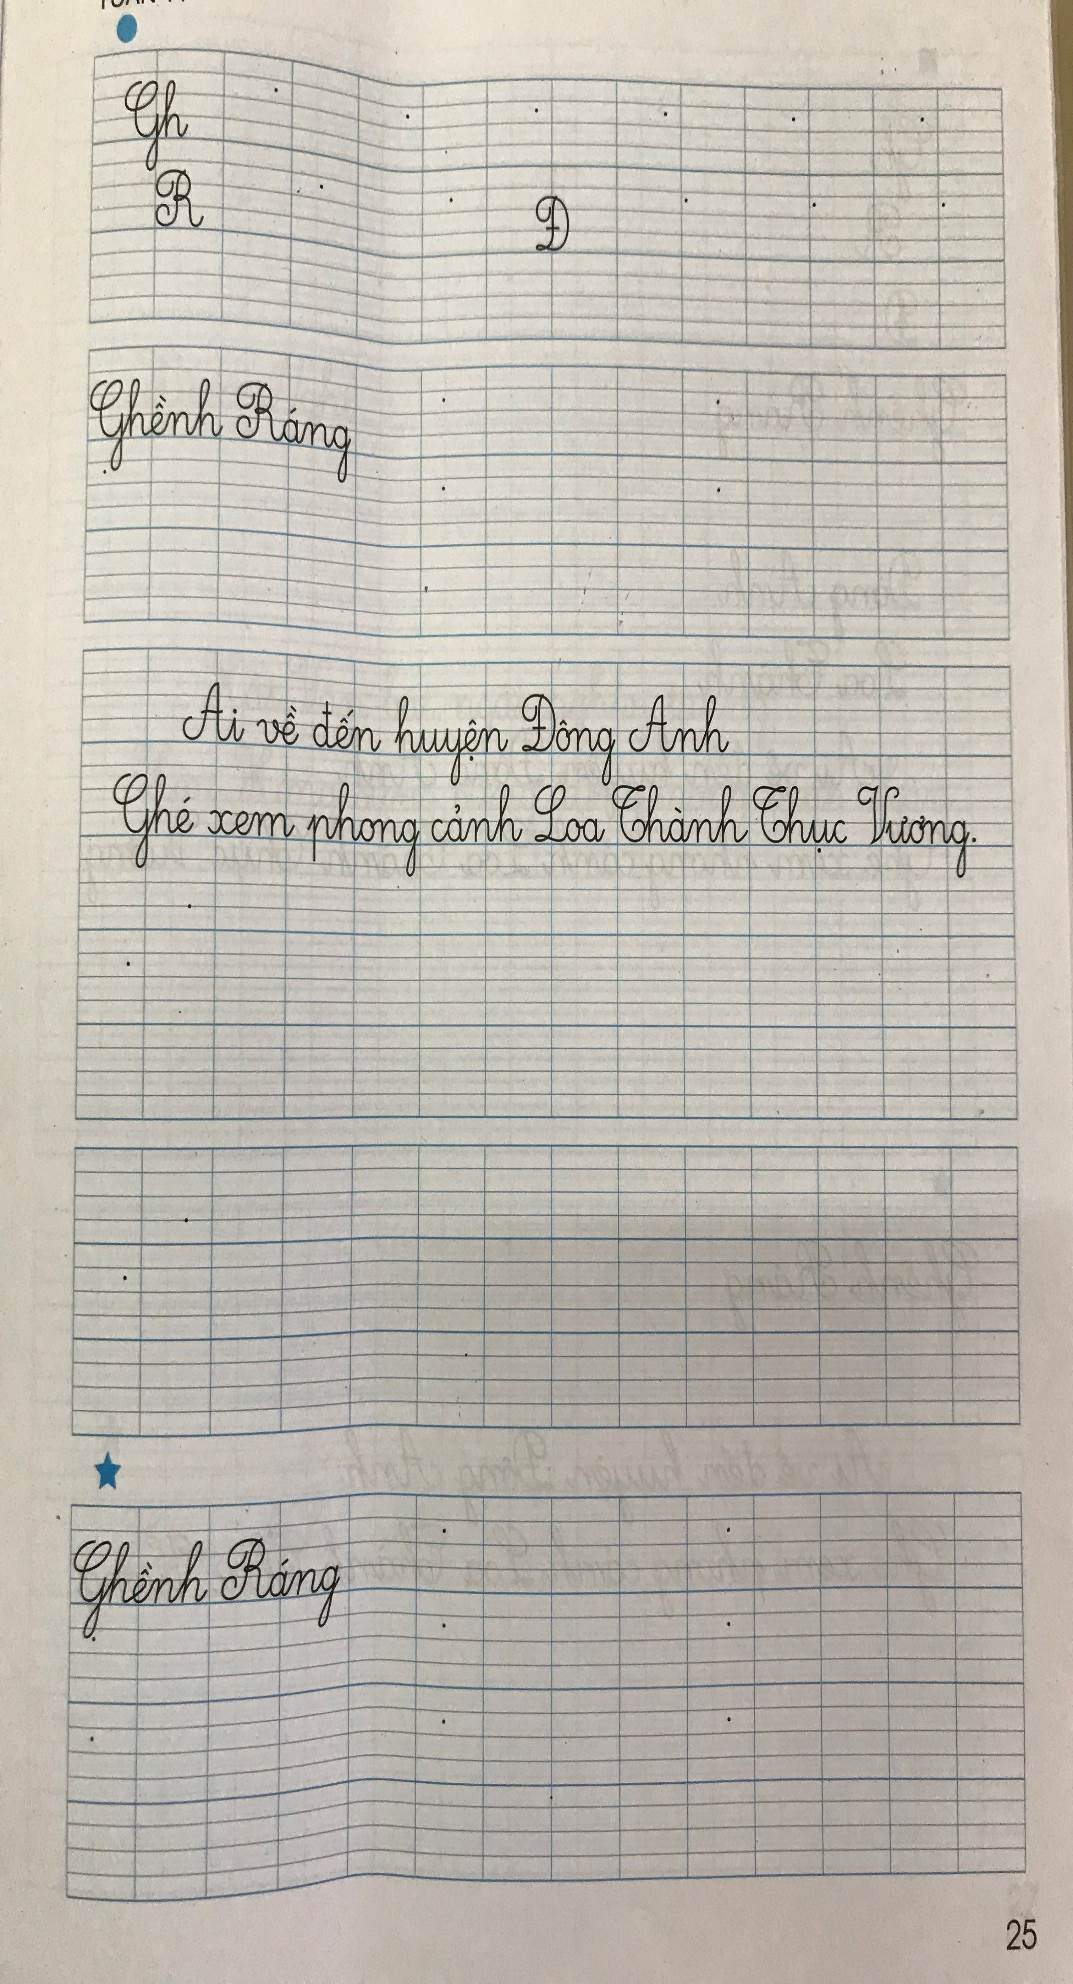 Gh
R Đ
Ghềnh Ráng
Ai về đến huyện Đông Anh
Ghé xem phong cảnh Loa Thành Thục Vương.
Ghềnh Ráng
25